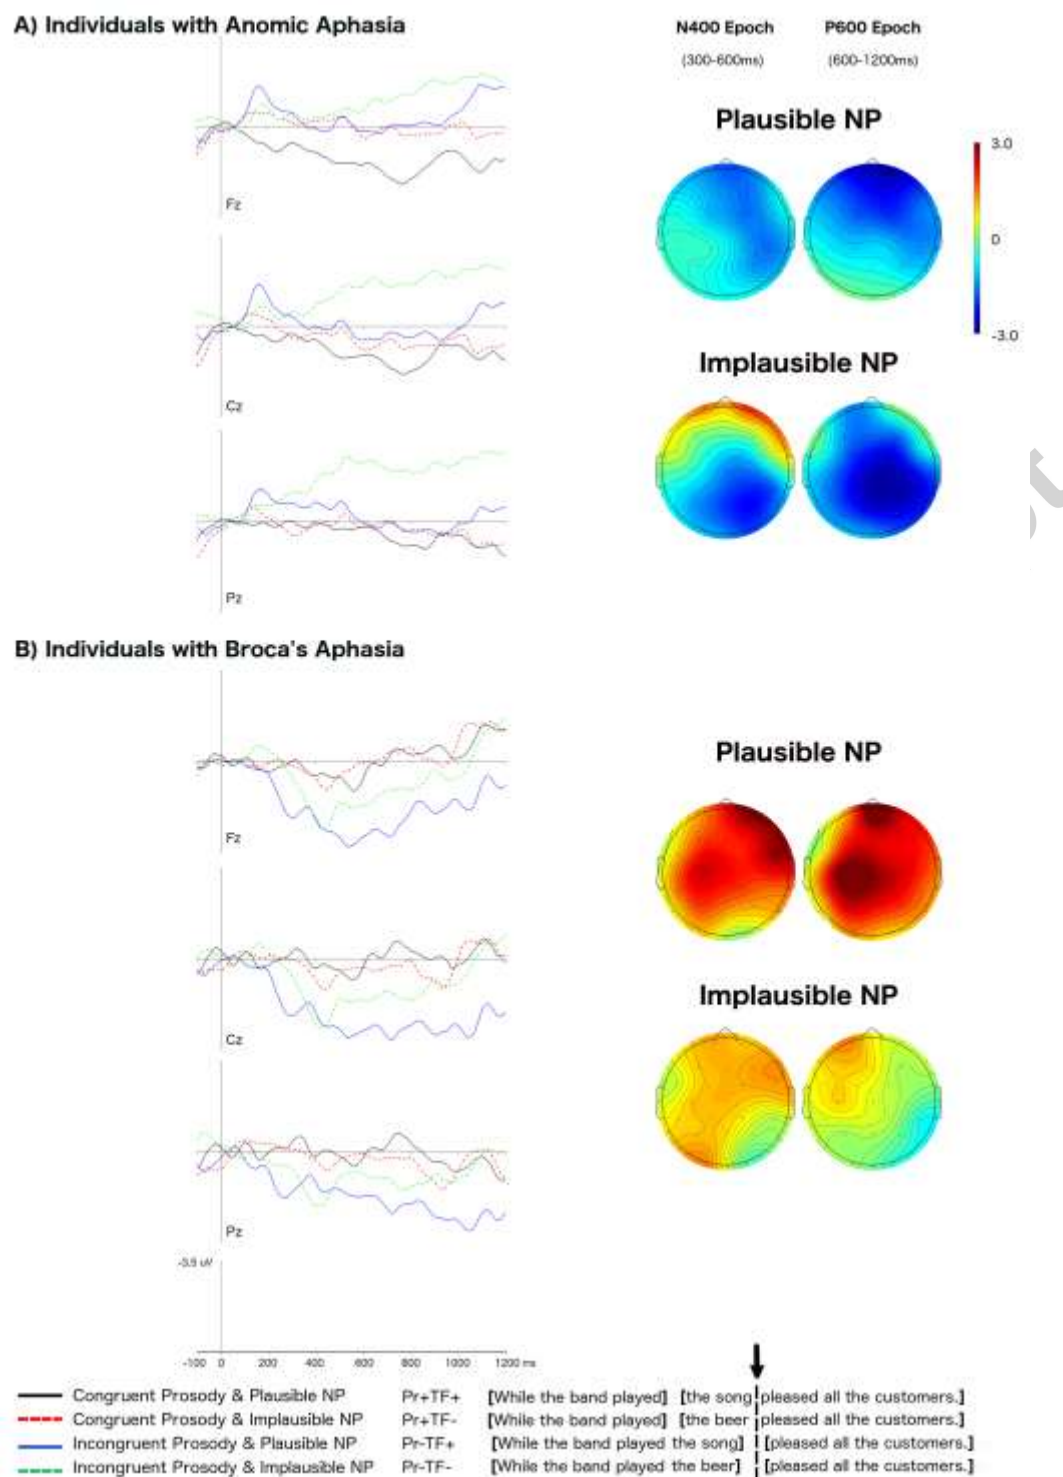 A) Individuals with Anomic Aphasia
N400 Epoch
P600 Epoch
(300-600ms)
(600-1200ms)
Plausible NP
3.0
0
-3.0
Fz
Implausible NP
Cz
Pz
B) Individuals with Broca's Aphasia
Plausible NP
Fz
Implausible NP
Cz
Pz
-3.5 uV
-100 0 200 400 600 800 1000 1200 ms
Congruent Prosody & Plausible NP Pr+TF+ [While the band played] [the song pleased all the customers.]
Congruent Prosody & Implausible NP Pr+TF- [While the band played] [the beer pleased all the customers.]
Incongruent Prosody & Plausible NP Pr-TF+ [While the band played the song] [pleased all the customers.]
Incongruent Prosody & Implausible NP Pr-TF- [While the band played the beer] [pleased all the customers.]